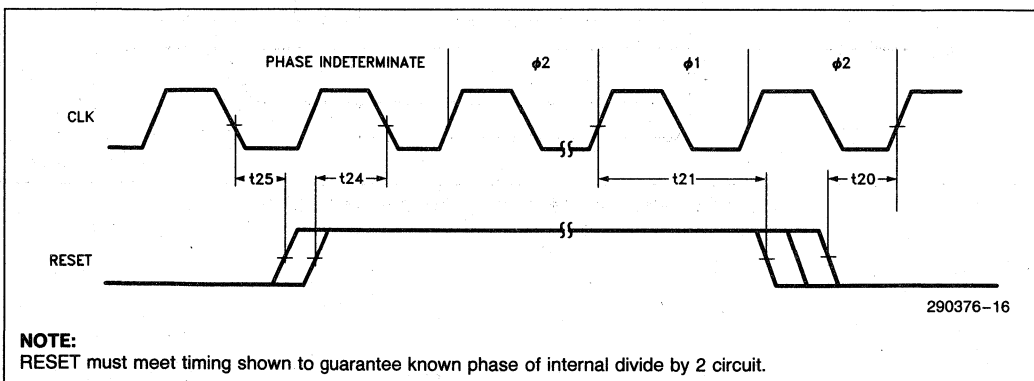 PHASE INDETERMINATE ϕ2 ϕ1 ϕ2
CLK
t25 t24 t21 t20
RESET
290376–16
NOTE:
RESET must meet timing shown to guarantee known phase of internal divide by 2 circuit.